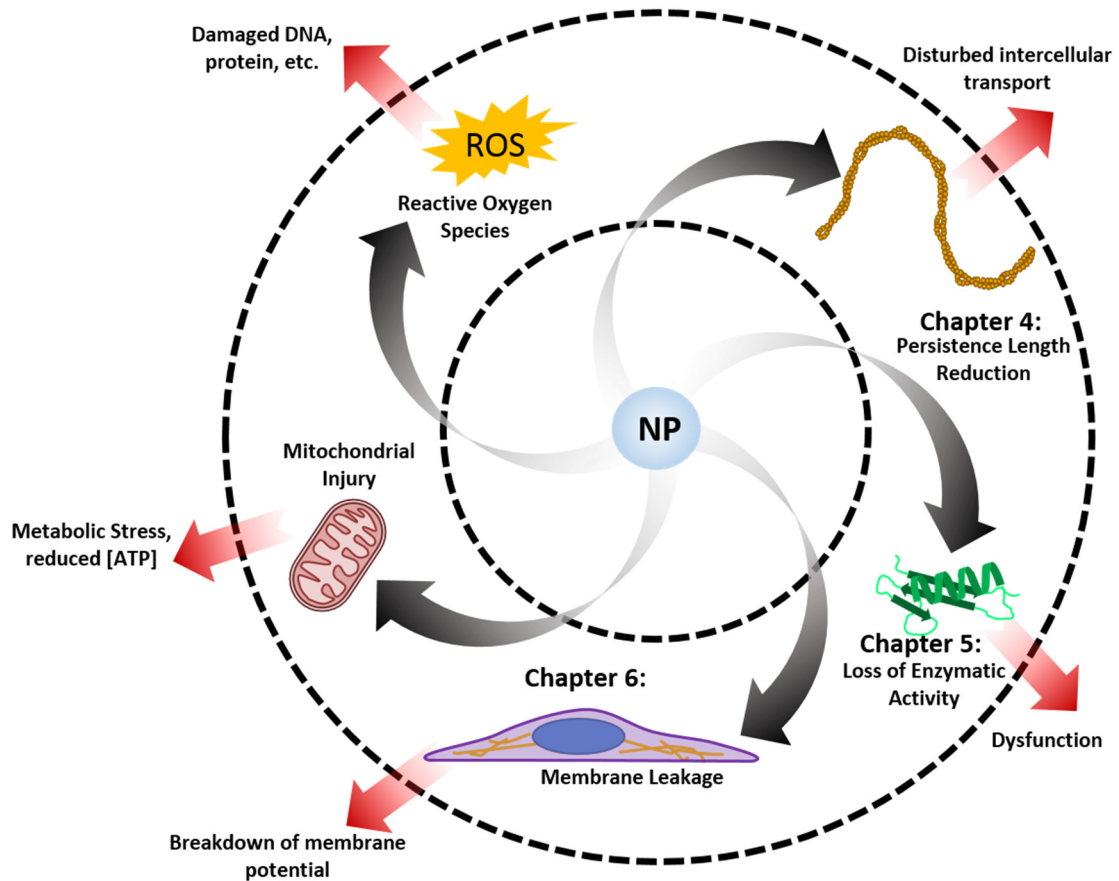 Damaged DNA,
protein, etc.
Disturbed intercellular
transport
ROS
Reactive Oxygen
Species
Chapter 4:
Persistence Length
Reduction
NP
Mitochondrial
Injury
Metabolic Stress,
reduced [ATP]
Chapter 5:
Loss of Enzymatic
Activity
Chapter 6:
Dysfunction
Membrane Leakage
Breakdown of membrane
potential